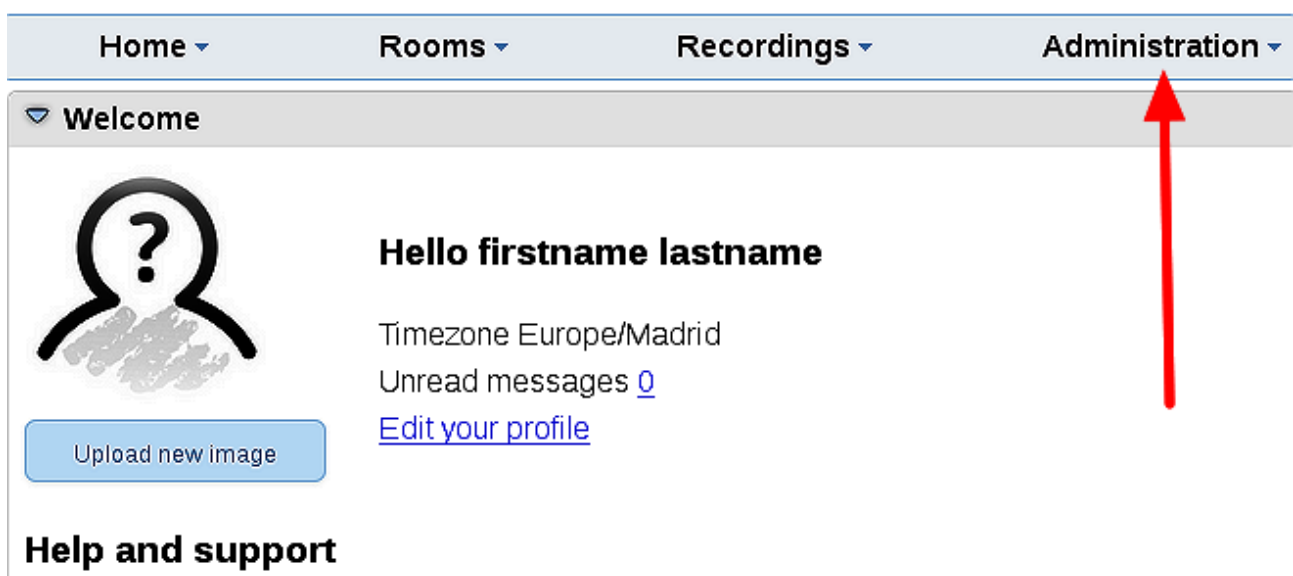 Home Rooms Recordings Administration
Welcome
?
Hello firstname lastname
Timezone Europe/Madrid
Unread messages 0
Edit your profile
Upload new image
Help and support